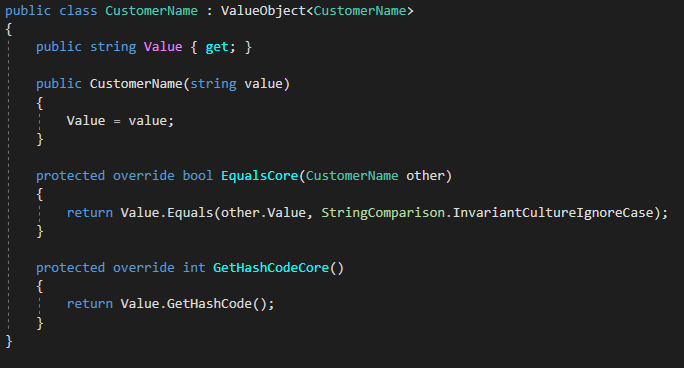 public class CustomerName : ValueObject<CustomerName>
{
    public string Value { get; }

    public CustomerName(string value)
    {
        Value = value;
    }

    protected override bool EqualsCore(CustomerName other)
    {
        return Value.Equals(other.Value, StringComparison.InvariantCultureIgnoreCase);
    }

    protected override int GetHashCodeCore()
    {
        return Value.GetHashCode();
    }
}